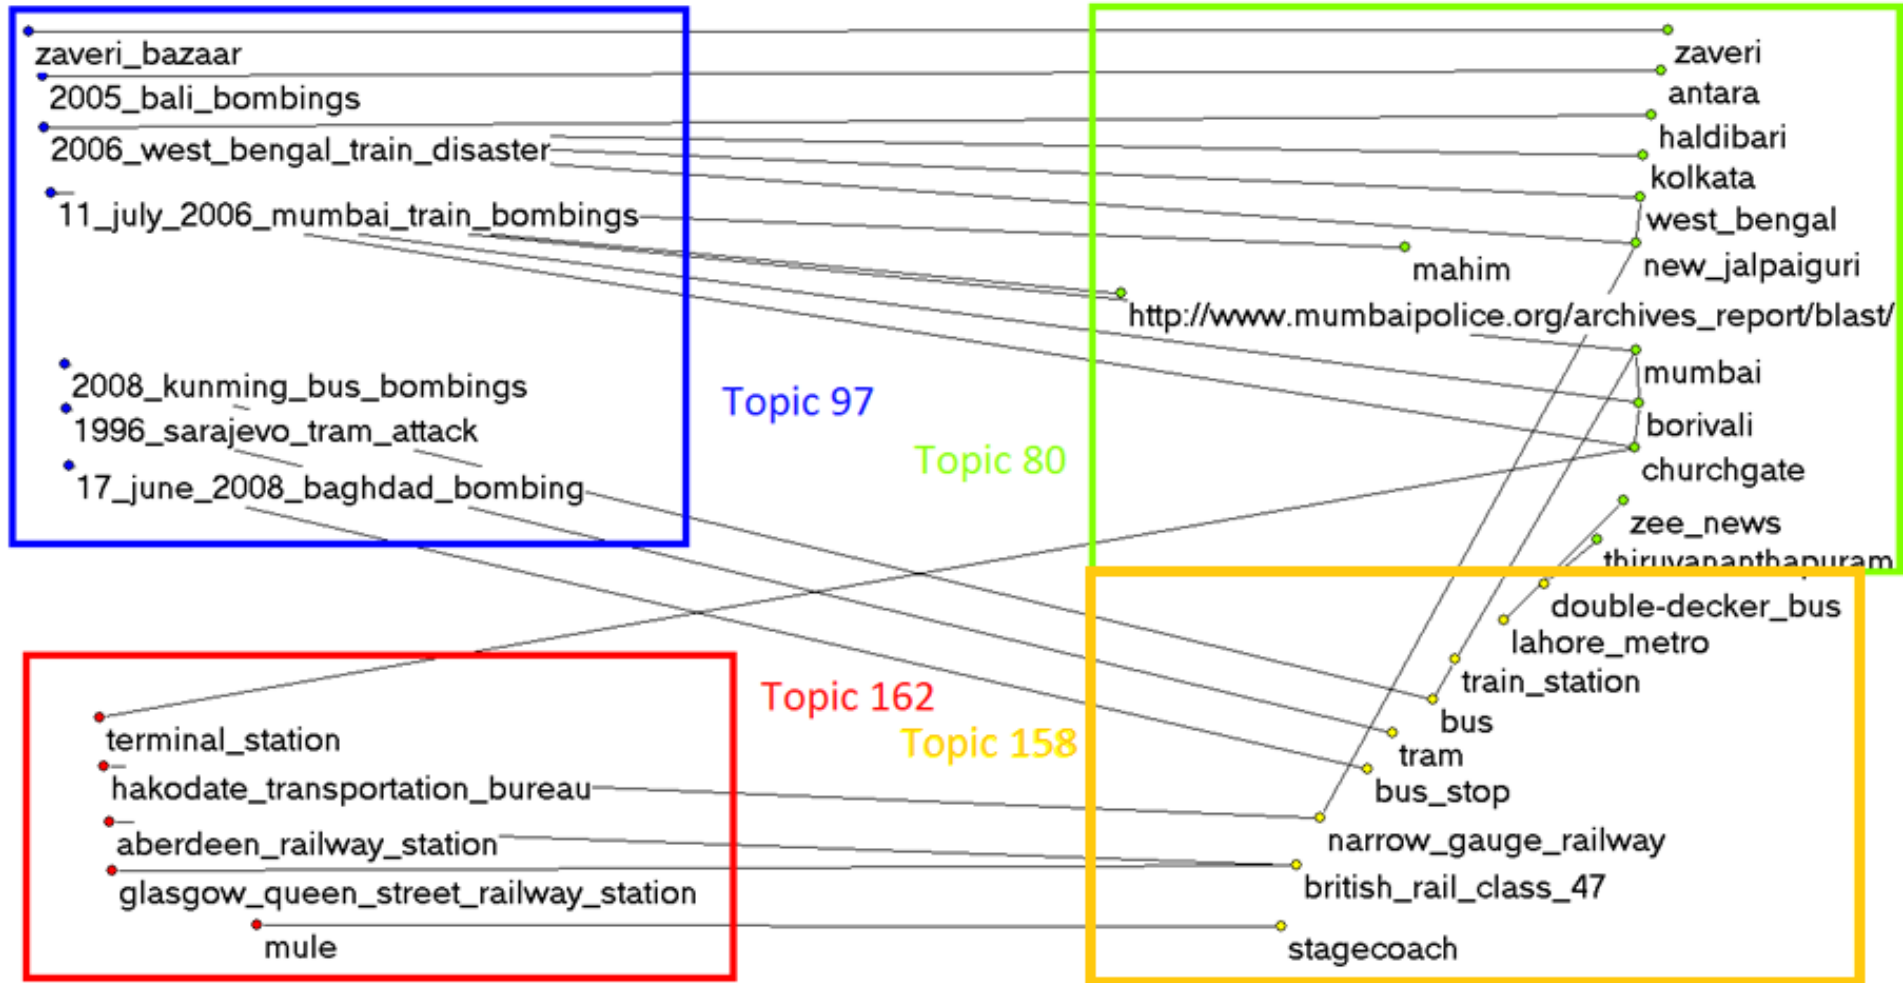 zaveri_bazaar
2005_bali_bombings
2006_west_bengal_train_disaster
11_july_2006_mumbai_train_bombings
2008_kunming_bus_bombings
1996_sarajevo_tram_attack
17_june_2008_baghdad_bombing
Topic 97
zaveri
antara
haldibari
kolkata
west_bengal
new_jalpaiguri
mahim
http://www.mumbaipolice.org/archives_report/blast/
mumbai
borivali
churchgate
zee_news
thiruvananthapuram
Topic 80
terminal_station
hakodate_transportation_bureau
aberdeen_railway_station
glasgow_queen_street_railway_station
mule
Topic 162
Topic 158
double-decker_bus
lahore_metro
train_station
bus
tram
bus_stop
narrow_gauge_railway
british_rail_class_47
stagecoach